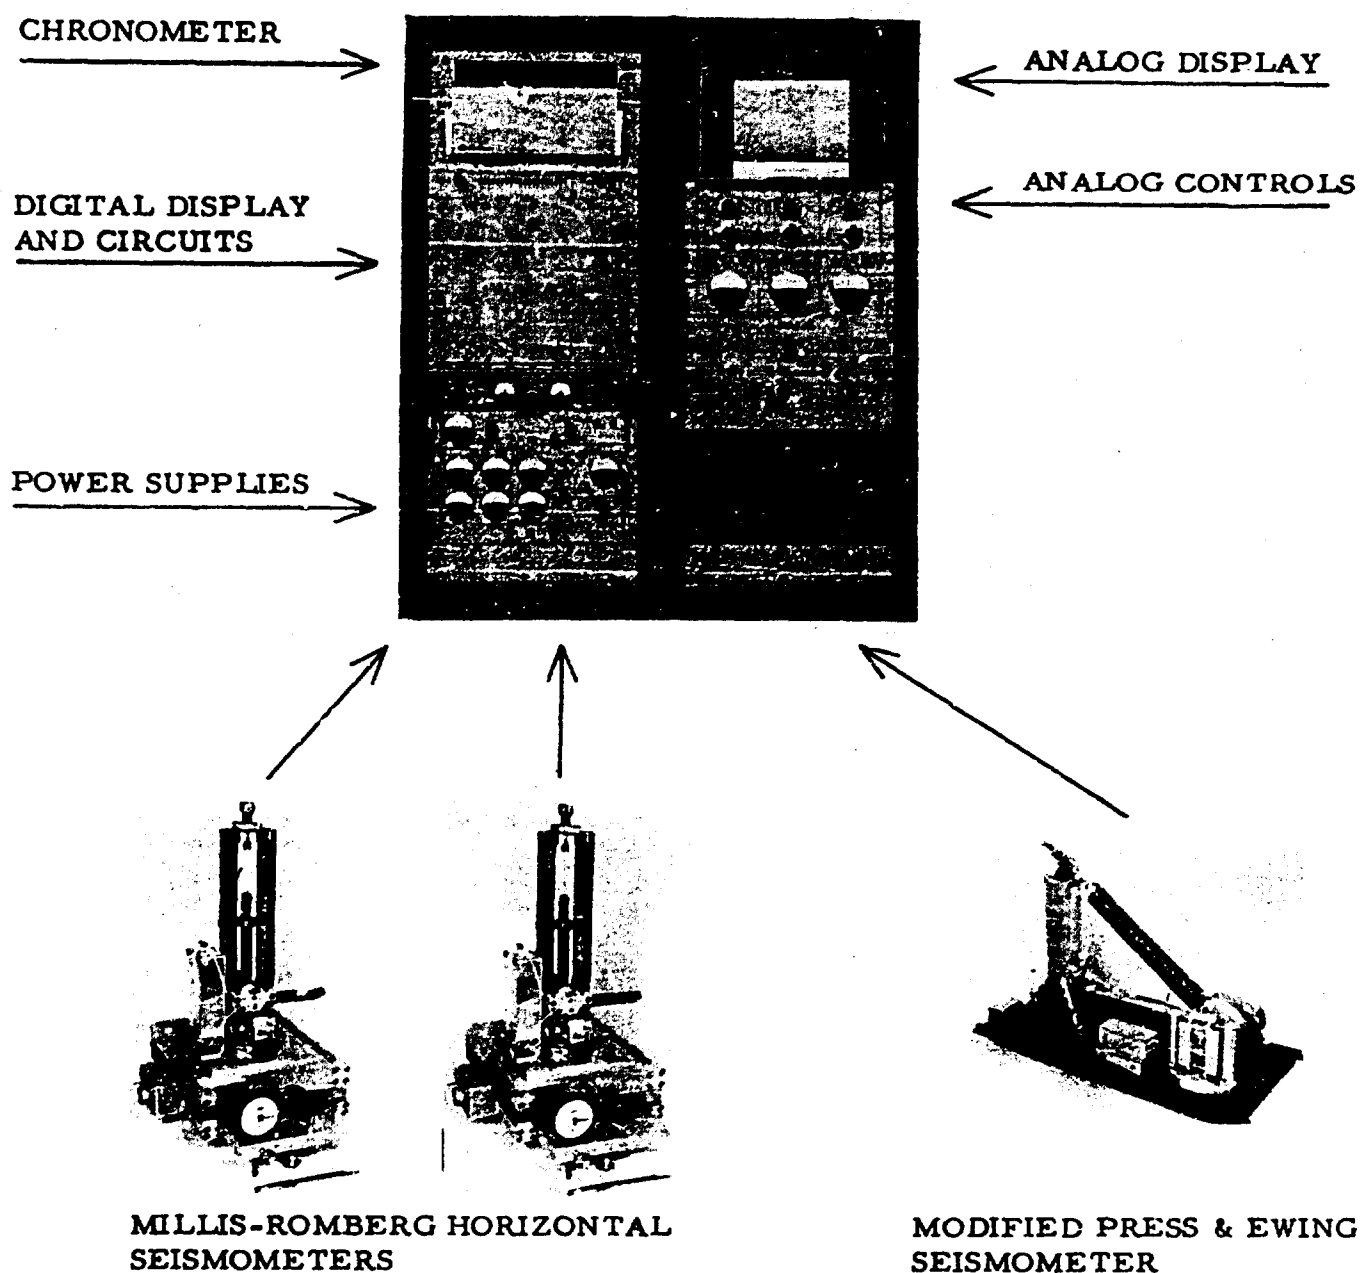 CHRONOMETER
ANALOG DISPLAY
ANALOG CONTROLS
DIGITAL DISPLAY
AND CIRCUITS
POWER SUPPLIES
MILLIS-ROMBERG HORIZONTAL
SEISMOMETERS
MODIFIED PRESS & EWING
SEISMOMETER